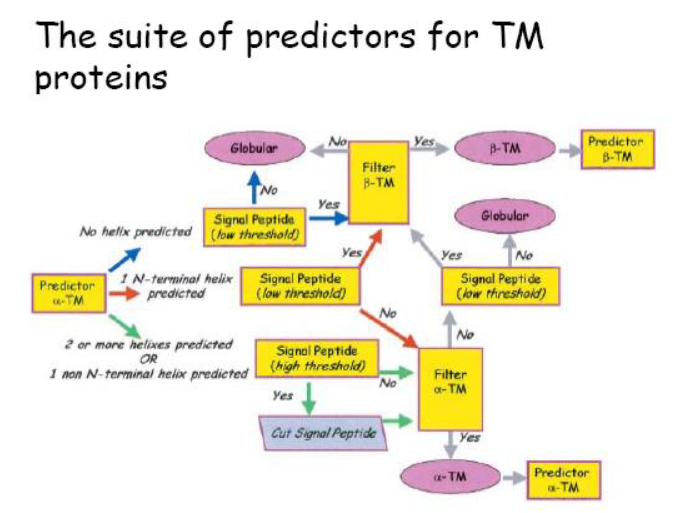 The suite of predictors for TM
proteins
Globular
No
Filter
β-TM
Yes
β-TM
Predictor
β-TM
No
Yes
Signal Peptide
(low threshold)
No helix predicted
Globular
Predictor
α-TM
1 N-terminal helix
predicted
Signal Peptide
(low threshold)
Yes
Yes
No
Signal Peptide
(low threshold)
No
No
2 or more helixes predicted
OR
1 non N-terminal helix predicted
Signal Peptide
(high threshold)
No
Yes
Cut Signal Peptide
Filter
α-TM
Yes
α-TM
Predictor
α-TM